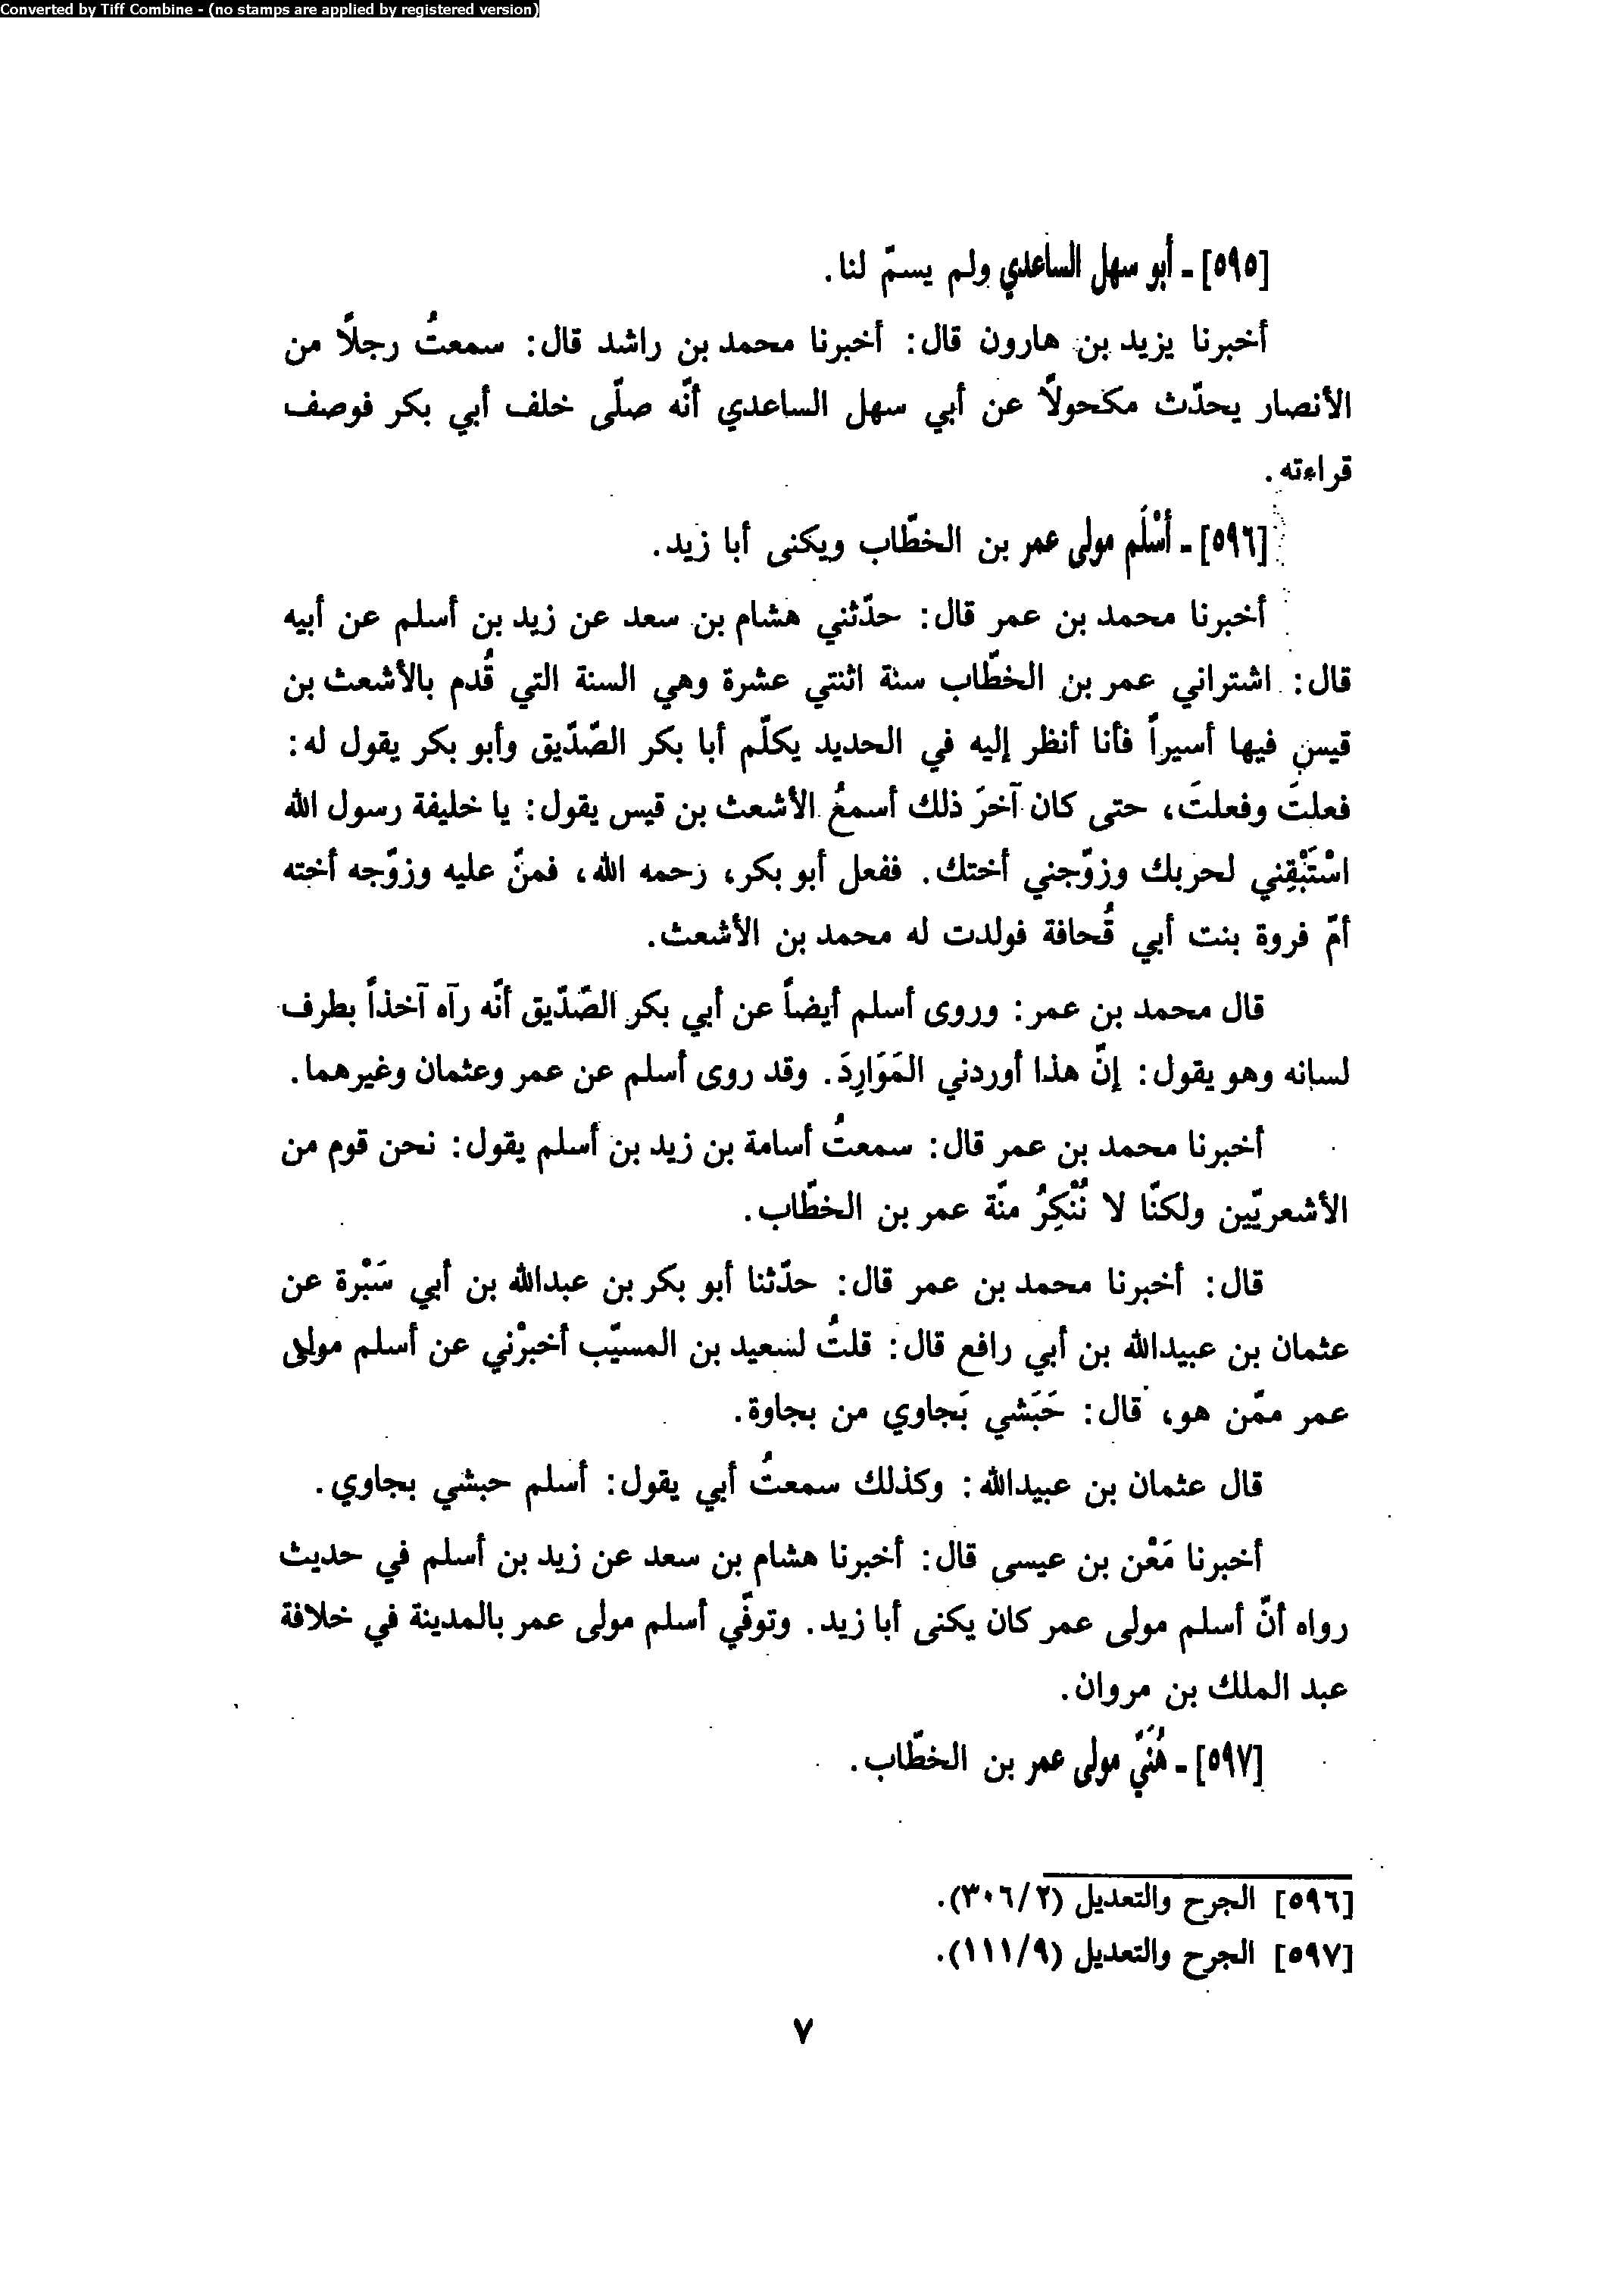 Converted by Tiff Combine - (no stamps are applied by registered version)
[٥٩٥] ـ أبو سهل الساعدي ولم يسمّ لنا.
أخبرنا يزيد بن هارون قال: أخبرنا محمد بن راشد قال: سمعتُ رجلًا من
الأنصار يحدّث مكحولًا عن أبي سهل الساعدي أنّه صلّى خلف أبي بكر فوصف
قراءته.
[٥٩٦] ـ أَسْلَم مولى عمر بن الخطّاب ويكنى أبا زيد.
أخبرنا محمد بن عمر قال: حدّثني هشام بن سعد عن زيد بن أسلم عن أبيه
قال: اشتراني عمر بن الخطّاب سنة اثنتي عشرة وهي السنة التي قُدم بالأشعث بن
قيس فيها أسيراً فأنا أنظر إليه في الحديد يكلّم أبا بكر الصّدّيق وأبو بكر يقول له:
فعلتَ وفعلتَ، حتى كان آخرَ ذلك أسمعُ الأشعث بن قيس يقول: يا خليفة رسول الله
اسْتَبْقِني لحربك وزوّجني أختك. ففعل أبو بكر، رحمه الله، فمنّ عليه وزوّجه أخته
أمّ فروة بنت أبي قُحافة فولدت له محمد بن الأشعث.
قال محمد بن عمر: وروى أسلم أيضاً عن أبي بكر الصّدّيق أنّه رآه آخذاً بطرف
لسانه وهو يقول: إنّ هذا أوردني المَوَارِدَ. وقد روى أسلم عن عمر وعثمان وغيرهما.
أخبرنا محمد بن عمر قال: سمعتُ أسامة بن زيد بن أسلم يقول: نحن قوم من
الأشعريّين ولكنّا لا نُنْكِرُ منّة عمر بن الخطّاب.
قال: أخبرنا محمد بن عمر قال: حدّثنا أبو بكر بن عبدالله بن أبي سَبْرة عن
عثمان بن عبيدالله بن أبي رافع قال: قلتُ لسعيد بن المسيّب أخبرْني عن أسلم مولى
عمر ممّن هو، قال: حَبَشي بَجاوي من بجاوة.
قال عثمان بن عبيدالله: وكذلك سمعتُ أبي يقول: أسلم حبشي بجاوي.
أخبرنا مَعْن بن عيسى قال: أخبرنا هشام بن سعد عن زيد بن أسلم في حديث
رواه أنّ أسلم مولى عمر كان يكنى أبا زيد. وتوفّي أسلم مولى عمر بالمدينة في خلافة
عبد الملك بن مروان.
[٥٩٧] ـ هُنَيّ مولى عمر بن الخطّاب.
[٥٩٦] الجرح والتعديل (٣٠٦/٢).
[٥٩٧] الجرح والتعديل (١١١/٩).
٧